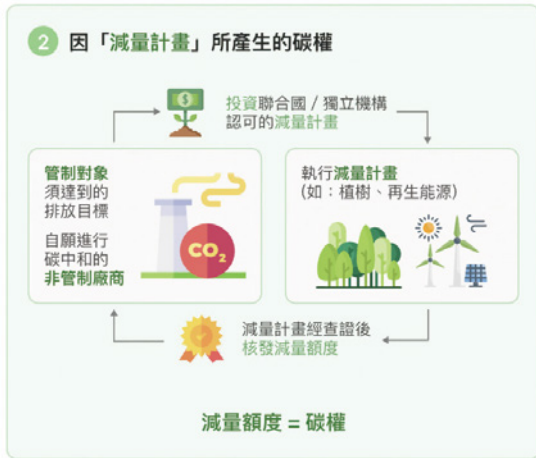 2 因「減量計畫」所產生的碳權
投資聯合國 / 獨立機構
認可的減量計畫
管制對象
須達到的
排放目標
自願進行
碳中和的
非管制廠商
CO₂
執行減量計畫
(如：植樹、再生能源)
減量計畫經查證後
核發減量額度
減量額度 = 碳權